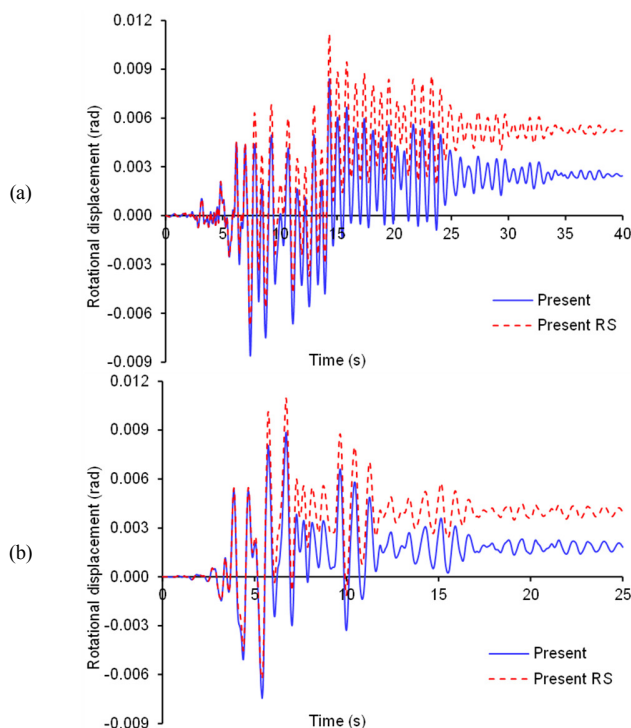 0.012
0.009
0.006
0.003
0.000
-0.003
-0.006
-0.009
Rotational displacement (rad)
0 5 10 15 20 25 30 35 40
Time (s)
Present
Present RS
(a)
0.012
0.009
0.006
0.003
0.000
-0.003
-0.006
-0.009
Rotational displacement (rad)
0 5 10 15 20 25
Time (s)
Present
Present RS
(b)